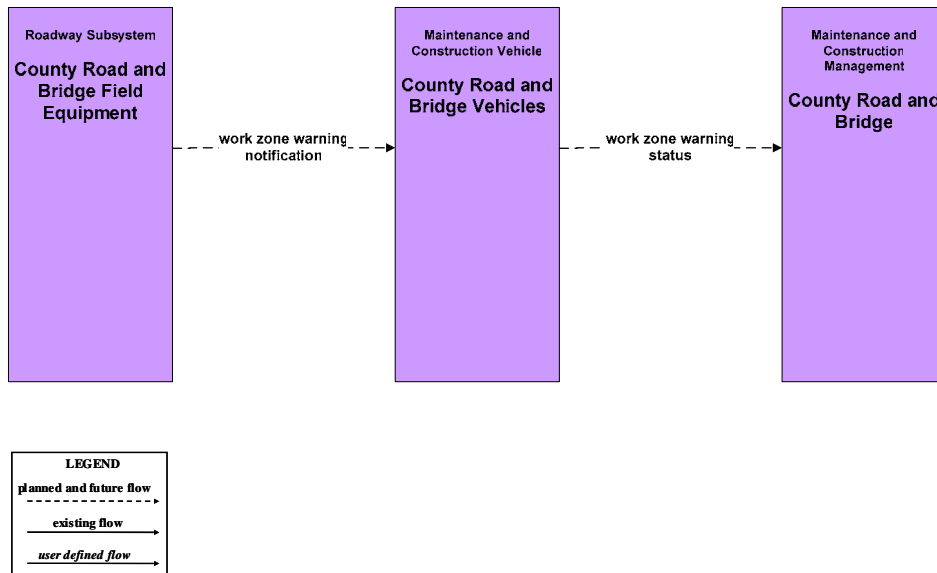 Roadway Subsystem
County Road and
Bridge Field
Equipment
Maintenance and
Construction Vehicle
County Road and
Bridge Vehicles
Maintenance and
Construction
Management
County Road and
Bridge
work zone warning
notification
work zone warning
status
LEGEND
planned and future flow
existing flow
user defined flow